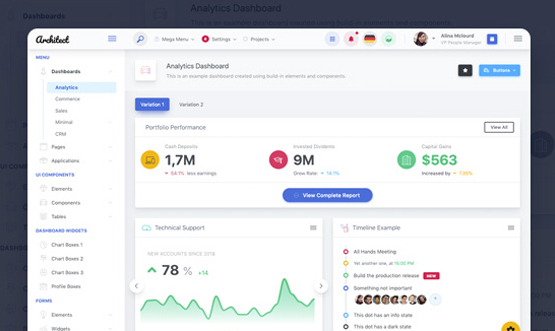 Architect
Mega Menu
Settings
Projects
Alina Mclourd
VP People Manager
MENU
Dashboards
Analytics
Commerce
Sales
Minimal
CRM
Pages
Applications
UI COMPONENTS
Elements
Components
Tables
DASHBOARD WIDGETS
Chart Boxes 1
Chart Boxes 2
Chart Boxes 3
Profile Boxes
FORMS
Elements
Widgets
Analytics Dashboard
This is an example dashboard created using build-in elements and components.
Buttons
Variation 1
Variation 2
Portfolio Performance
View All
Cash Deposits
1,7M
54.1% less earnings
Invested Dividents
9M
Grow Rate: 14.1%
Capital Gains
$563
Increased by 7.35%
View Complete Report
Technical Support
NEW ACCOUNTS SINCE 2018
78 % +14
Timeline Example
All Hands Meeting
Yet another one, at 15:00 PM
Build the production release NEW
Something not important
This dot has an info state
This dot has a dark state